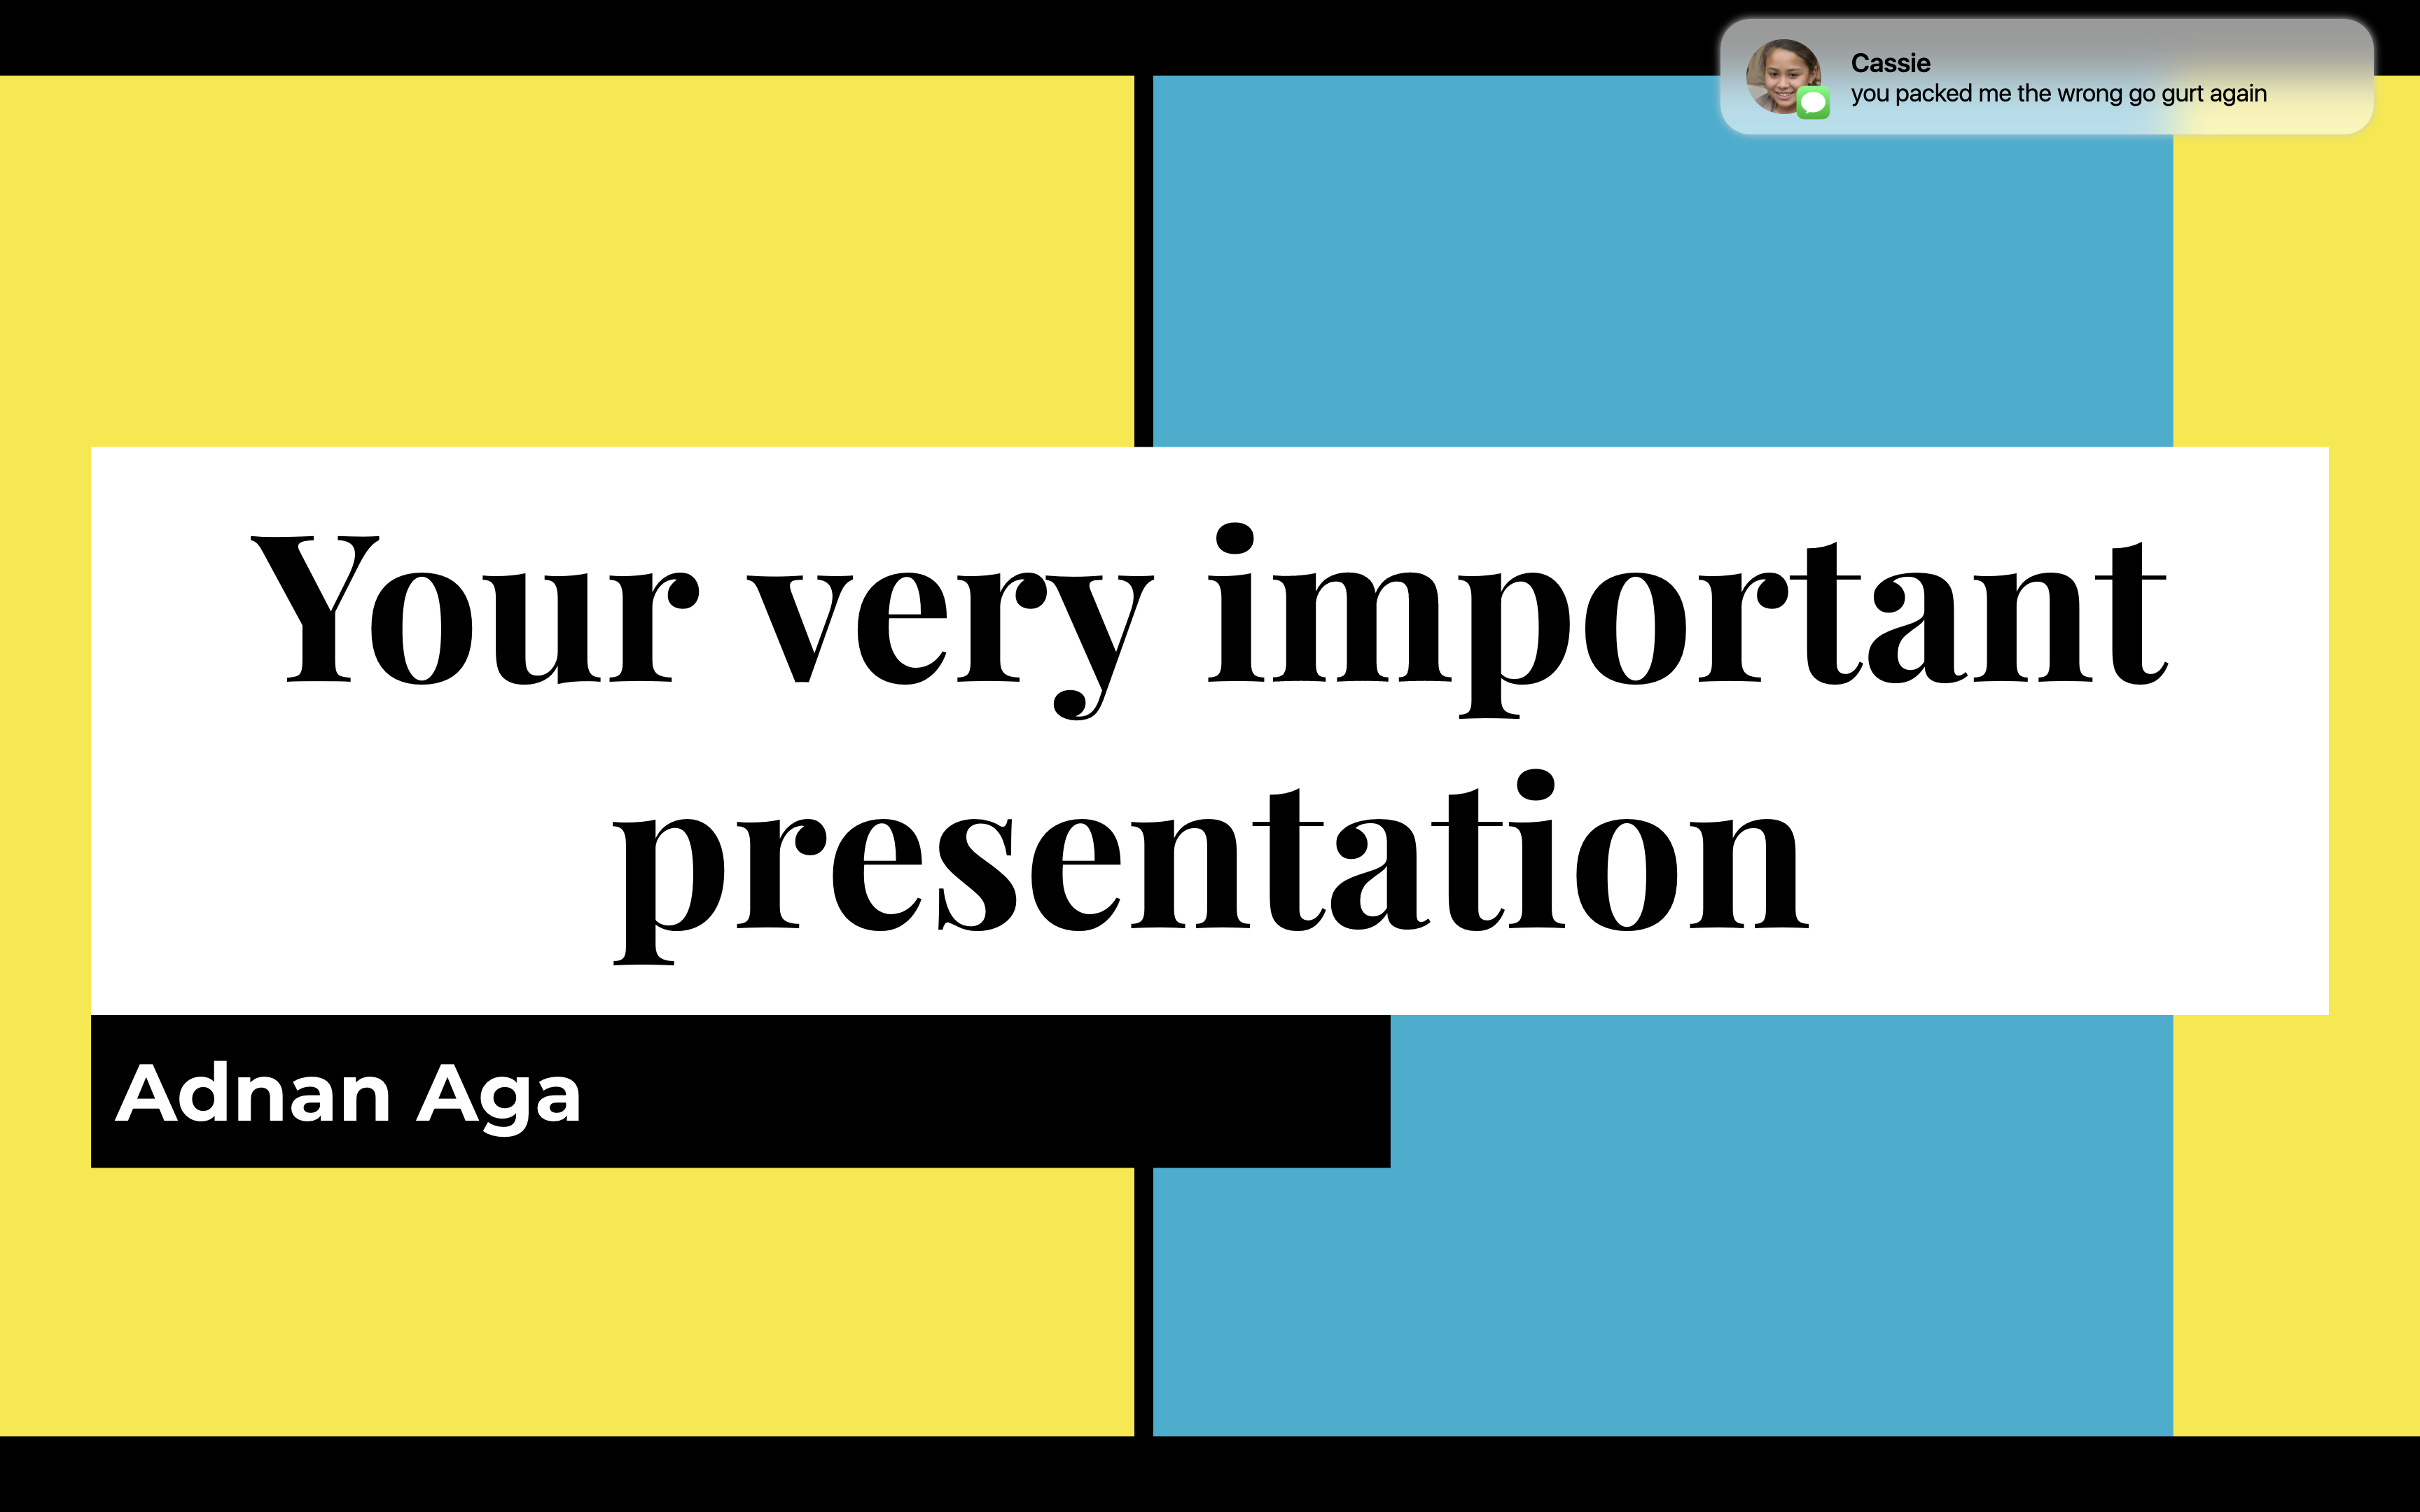 Cassie
you packed me the wrong go gurt again
Your very important
presentation
Adnan Aga